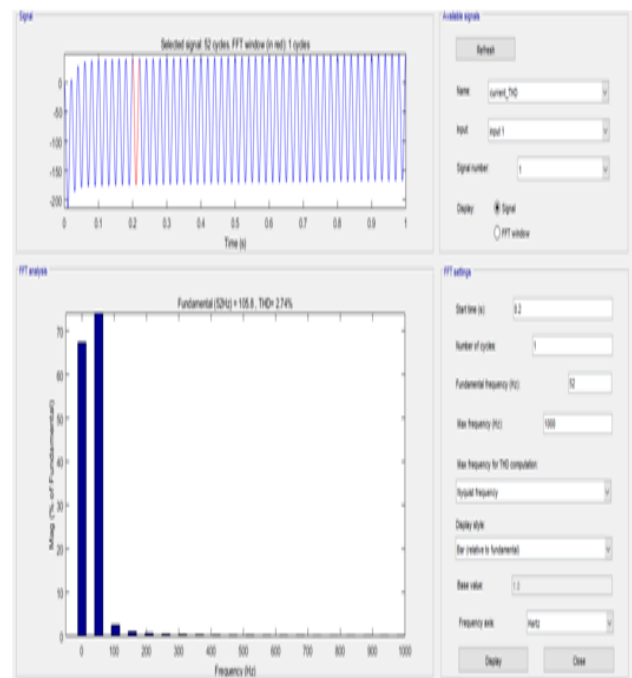 Signal
Selected signal: 52 cycles. FFT window (in red): 1 cycles
0
-50
-100
-150
-200
0 0.1 0.2 0.3 0.4 0.5 0.6 0.7 0.8 0.9 1
Time (s)
Available signals
Refresh
Name: current_THD
Input: input 1
Signal number: 1
Display: Signal
FFT window
FFT analysis
Fundamental (52Hz) = 105.8 , THD= 2.74%
Mag (% of Fundamental)
70
60
50
40
30
20
10
0
0 100 200 300 400 500 600 700 800 900 1000
Frequency (Hz)
FFT settings
Start time (s): 0.2
Number of cycles: 1
Fundamental frequency (Hz): 52
Max frequency (Hz): 1000
Max frequency for THD computation:
Nyquist frequency
Display style:
Bar (relative to fundamental)
Base value: 1.0
Frequency axis: Hertz
Display Close